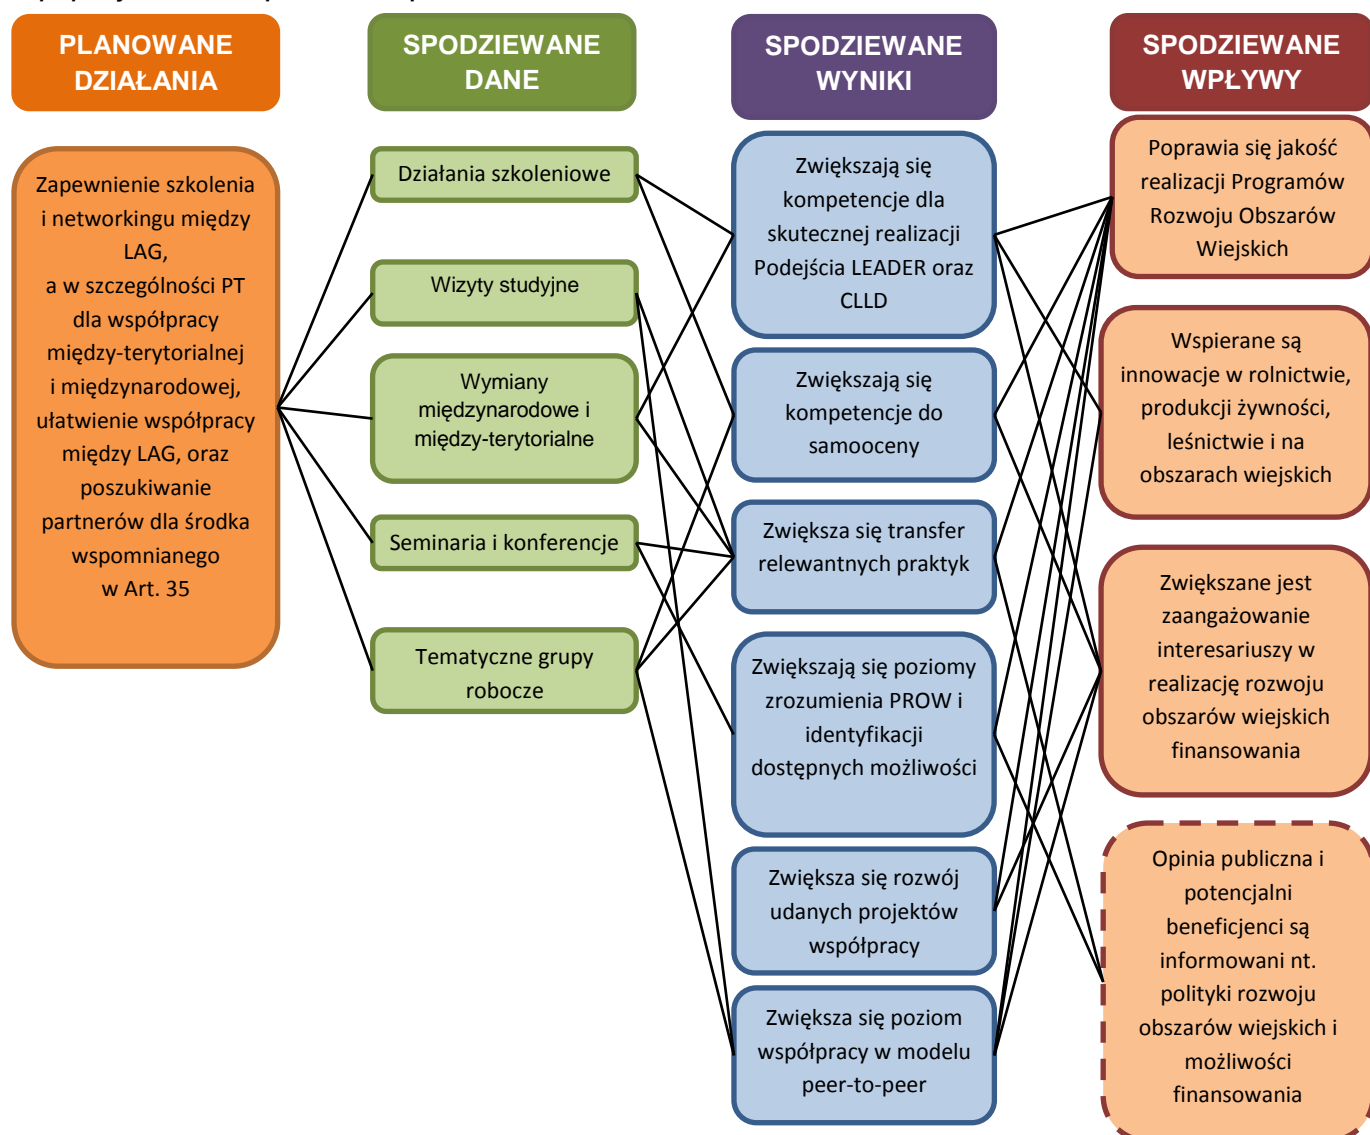 PLANOWANE
DZIAŁANIA
SPODZIEWANE
DANE
SPODZIEWANE
WYNIKI
SPODZIEWANE
WPŁYWY
Zapewnienie szkolenia
i networkingu między
LAG,
a w szczególności PT
dla współpracy
między-terytorialnej
i międzynarodowej,
ułatwienie współpracy
między LAG, oraz
poszukiwanie
partnerów dla środka
wspomnianego
w Art. 35
Działania szkoleniowe
Wizyty studyjne
Wymiany
międzynarodowe i
między-terytorialne
Seminaria i konferencje
Tematyczne grupy
robocze
Zwiększają się
kompetencje dla
skutecznej realizacji
Podejścia LEADER oraz
CLLD
Zwiększają się
kompetencje do
samooceny
Zwiększa się transfer
relewantnych praktyk
Zwiększają się poziomy
zrozumienia PROW i
identyfikacji
dostępnych możliwości
Zwiększa się rozwój
udanych projektów
współpracy
Zwiększa się poziom
współpracy w modelu
peer-to-peer
Poprawia się jakość
realizacji Programów
Rozwoju Obszarów
Wiejskich
Wspierane są
innowacje w rolnictwie,
produkcji żywności,
leśnictwie i na
obszarach wiejskich
Zwiększane jest
zaangażowanie
interesariuszy w
realizację rozwoju
obszarów wiejskich
finansowania
Opinia publiczna i
potencjalni
beneficjenci są
informowani nt.
polityki rozwoju
obszarów wiejskich i
możliwości
finansowania